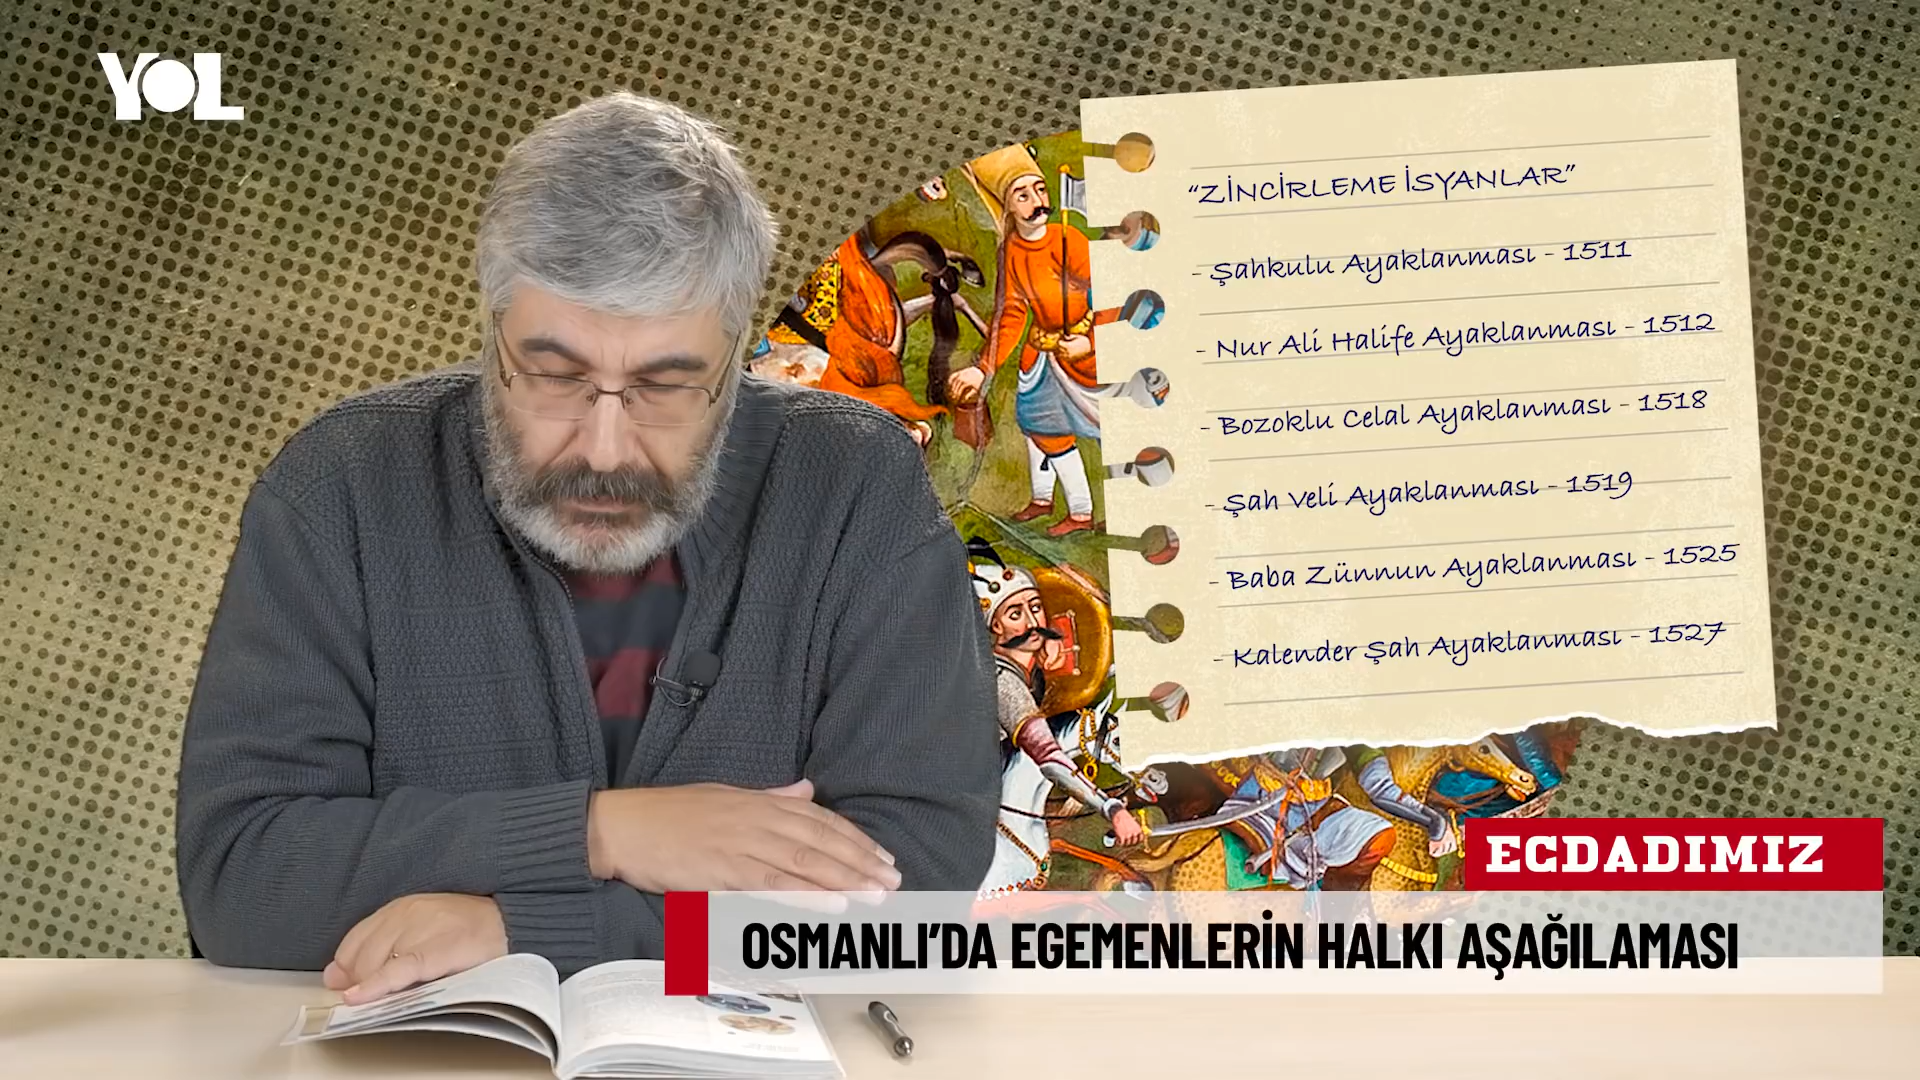 YOL
“ZİNCİRLEME İSYANLAR”
- Şahkulu Ayaklanması - 1511
- Nur Ali Halife Ayaklanması - 1512
- Bozoklu Celal Ayaklanması - 1518
- Şah Veli Ayaklanması - 1519
- Baba Zünnun Ayaklanması - 1525
- Kalender Şah Ayaklanması - 1527
ECDADIMIZ
OSMANLI’DA EGEMENLERİN HALKI AŞAĞILAMASI